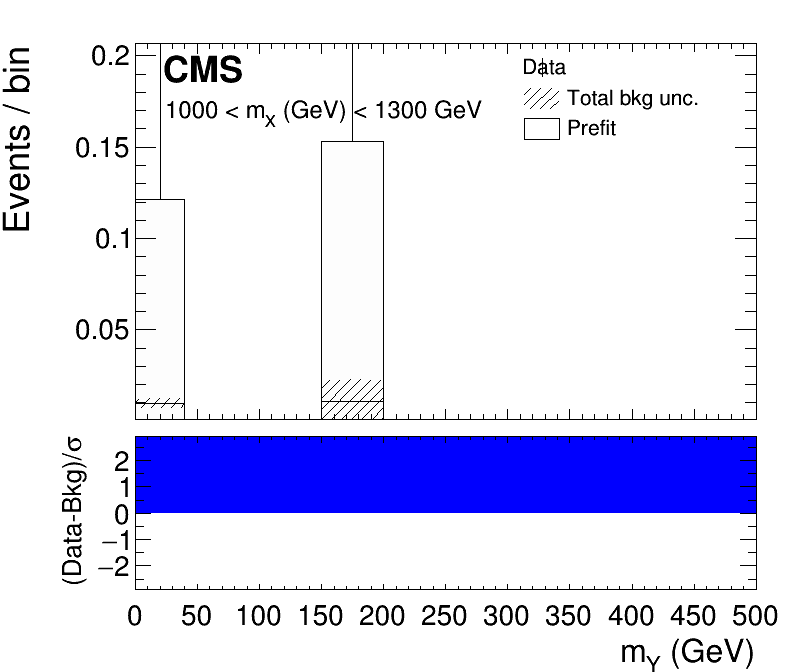 Events / bin
0.2
0.15
0.1
0.05
CMS
1000 < mX (GeV) < 1300 GeV
Data
Total bkg unc.
Prefit
(Data-Bkg)/σ
2
1
0
−1
−2
0 50 100 150 200 250 300 350 400 450 500
mY (GeV)